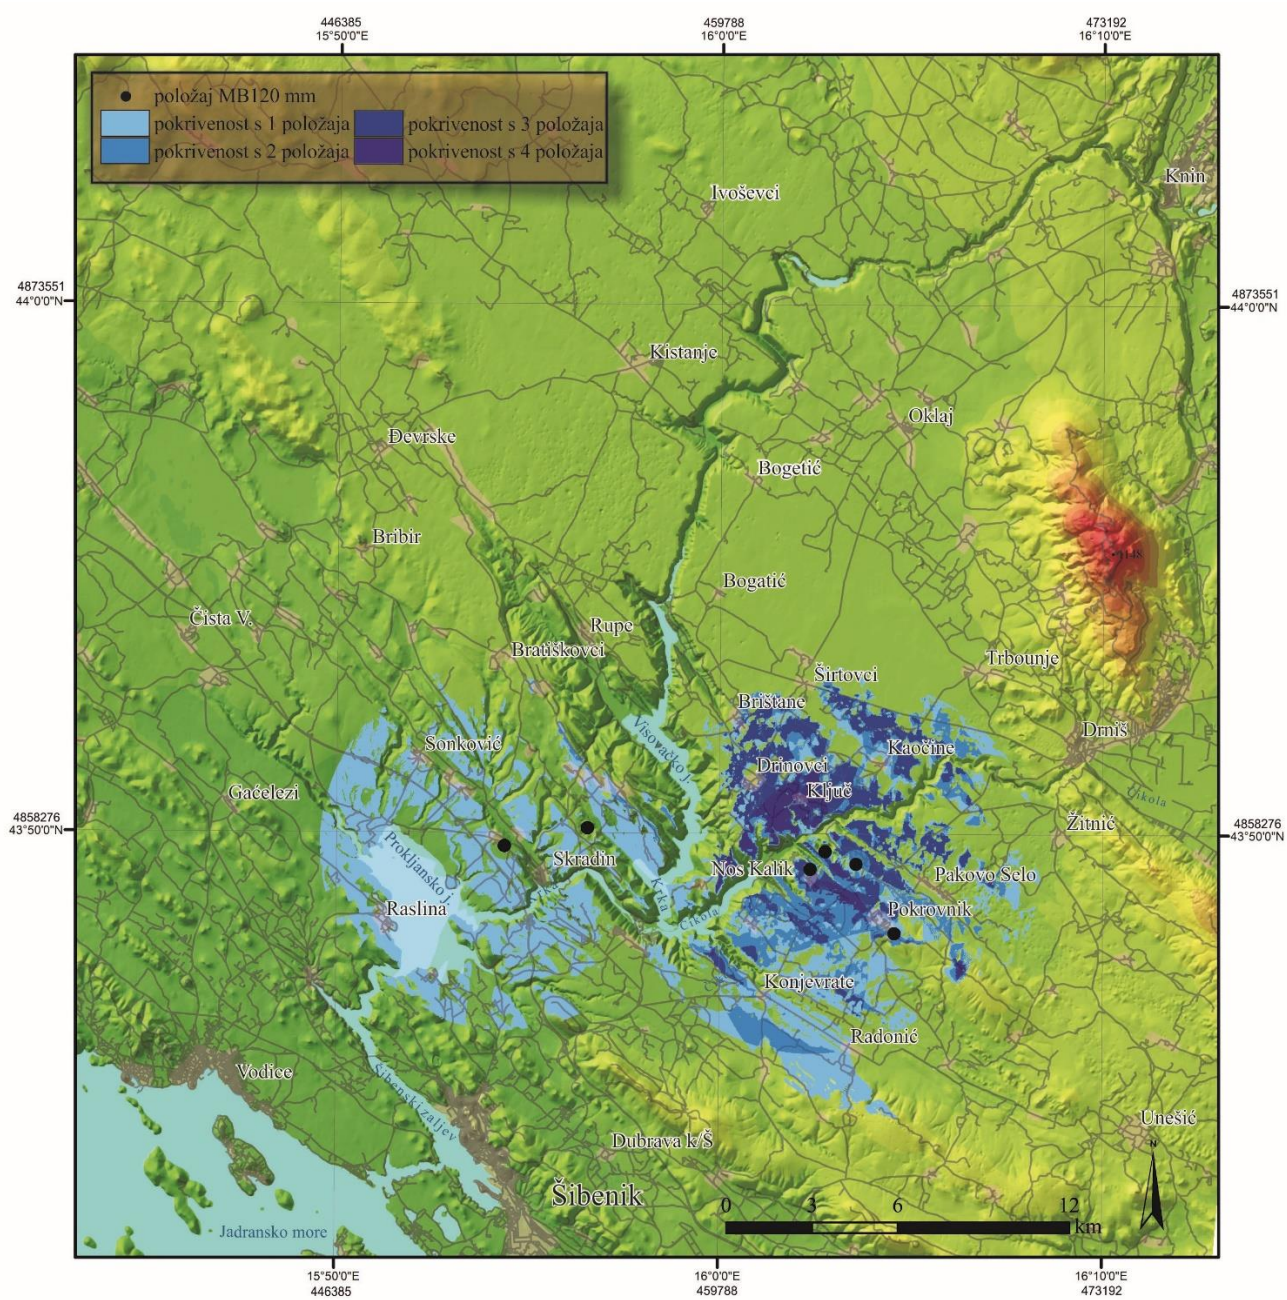 446385
15°50'0"E
459788
16°0'0"E
473192
16°10'0"E
položaj MB120 mm
pokrivenost s 1 položaja
pokrivenost s 3 položaja
pokrivenost s 2 položaja
pokrivenost s 4 položaja
Knin
Ivoševci
4873551
44°0'0"N
4873551
44°0'0"N
Kistanje
Oklaj
Đevrske
Bogetić
Bribir
1148
Bogatić
Čista V.
Rupe
Bratiškovci
Trbounje
Širtovci
Brištane
Drniš
Sonković
Visovačko j.
Kaočine
Drinovci
Gaćelezi
Ključ
Čikola
4858276
43°50'0"N
Žitnić
4858276
43°50'0"N
Prokljansko j.
Skradin
Nos Kalik
Pakovo Selo
Krka
Krka
Raslina
Čikola
Pokrovnik
Konjevrate
Radonić
Vodice
Šibenski zaljev
Unešić
Dubrava k/Š
N
Šibenik
0 3 6 12
km
Jadransko more
15°50'0"E
446385
16°0'0"E
459788
16°10'0"E
473192